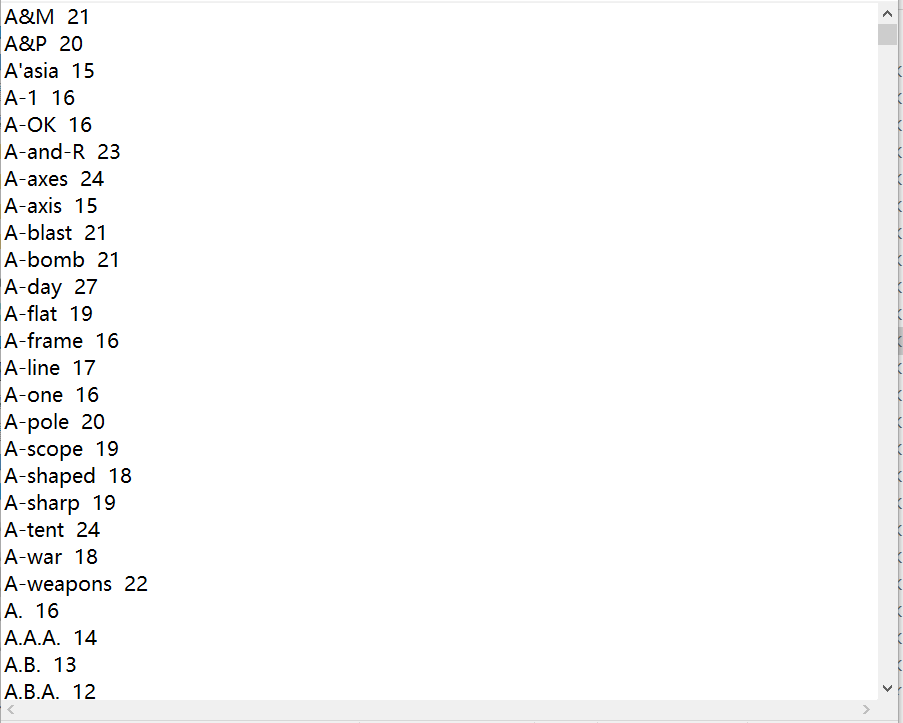 A&M  21
A&P  20
A'asia  15
A-1  16
A-OK  16
A-and-R  23
A-axes  24
A-axis  15
A-blast  21
A-bomb  21
A-day  27
A-flat  19
A-frame  16
A-line  17
A-one  16
A-pole  20
A-scope  19
A-shaped  18
A-sharp  19
A-tent  24
A-war  18
A-weapons  22
A.  16
A.A.A.  14
A.B.  13
A.B.A.  12